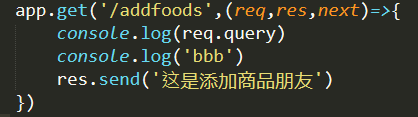 app.get('/addfoods',(req,res,next)=>{
    console.log(req.query)
    console.log('bbb')
    res.send('这是添加商品朋友')
})